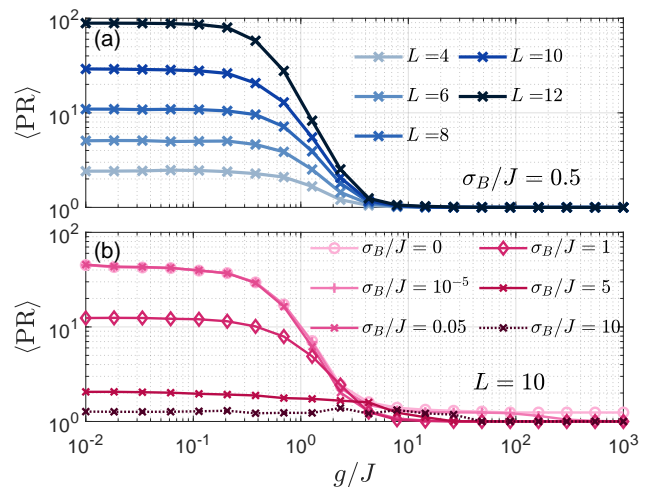 10^2
(a)
L = 4
L = 10
L = 6
L = 12
L = 8
10^1
⟨PR⟩
σ_B/J = 0.5
10^0
10^2
(b)
σ_B/J = 0
σ_B/J = 1
σ_B/J = 10^{-5}
σ_B/J = 5
σ_B/J = 0.05
σ_B/J = 10
10^1
⟨PR⟩
L = 10
10^0
10^{-2} 10^{-1} 10^0 10^1 10^2 10^3
g/J